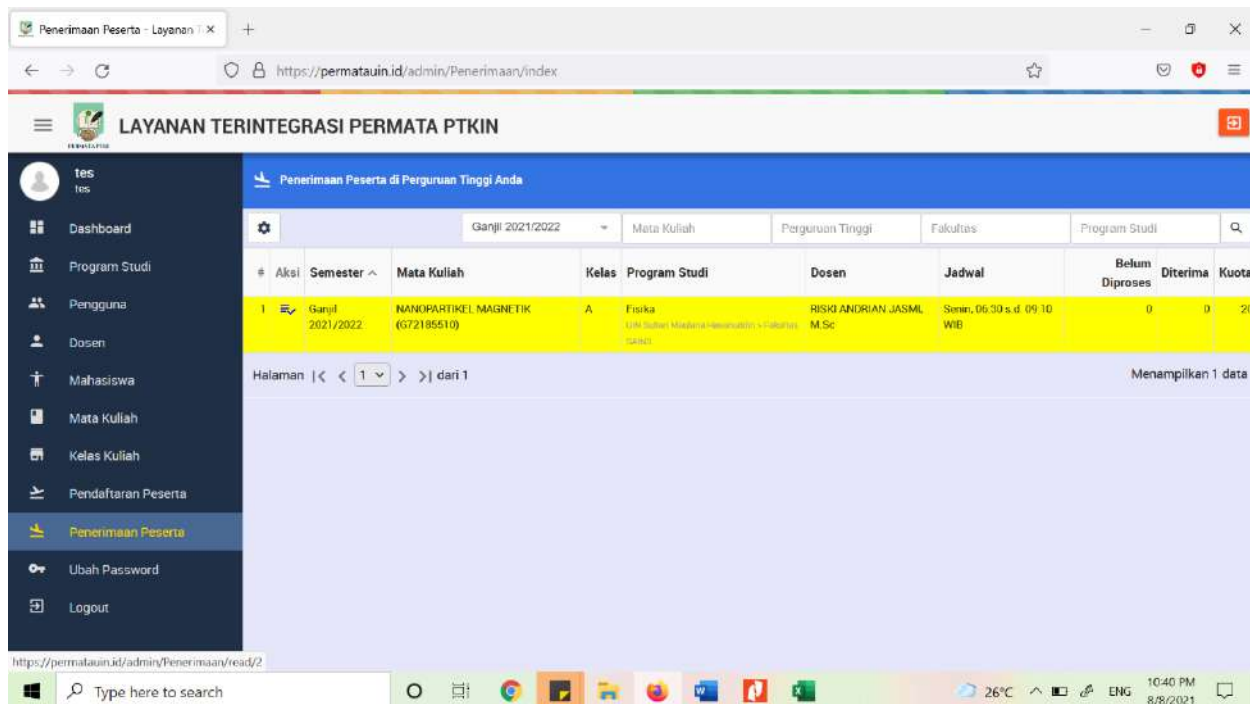 Penerimaan Peserta - Layanan T
https://permatauin.id/admin/Penerimaan/index
LAYANAN TERINTEGRASI PERMATA PTKIN
tes
tes
Penerimaan Peserta di Perguruan Tinggi Anda
Dashboard
Ganjil 2021/2022 Mata Kuliah Perguruan Tinggi Fakultas Program Studi
Program Studi
# Aksi Semester Mata Kuliah Kelas Program Studi Dosen Jadwal Belum Diproses Diterima Kuota
Pengguna
1 Ganjil 2021/2022 NANOPARTIKEL MAGNETIK (G72185510) A Fisika RISKI ANDRIAN JASMI, M.Sc Senin, 06:30 s.d. 09:10 WIB 0 0 20
Dosen
Mahasiswa
Halaman |< < 1 > >| dari 1 Menampilkan 1 data
Mata Kuliah
Kelas Kuliah
Pendaftaran Peserta
Penerimaan Peserta
Ubah Password
Logout
https://permatauin.id/admin/Penerimaan/read/2
Type here to search
26°C ENG 10:40 PM
8/8/2021